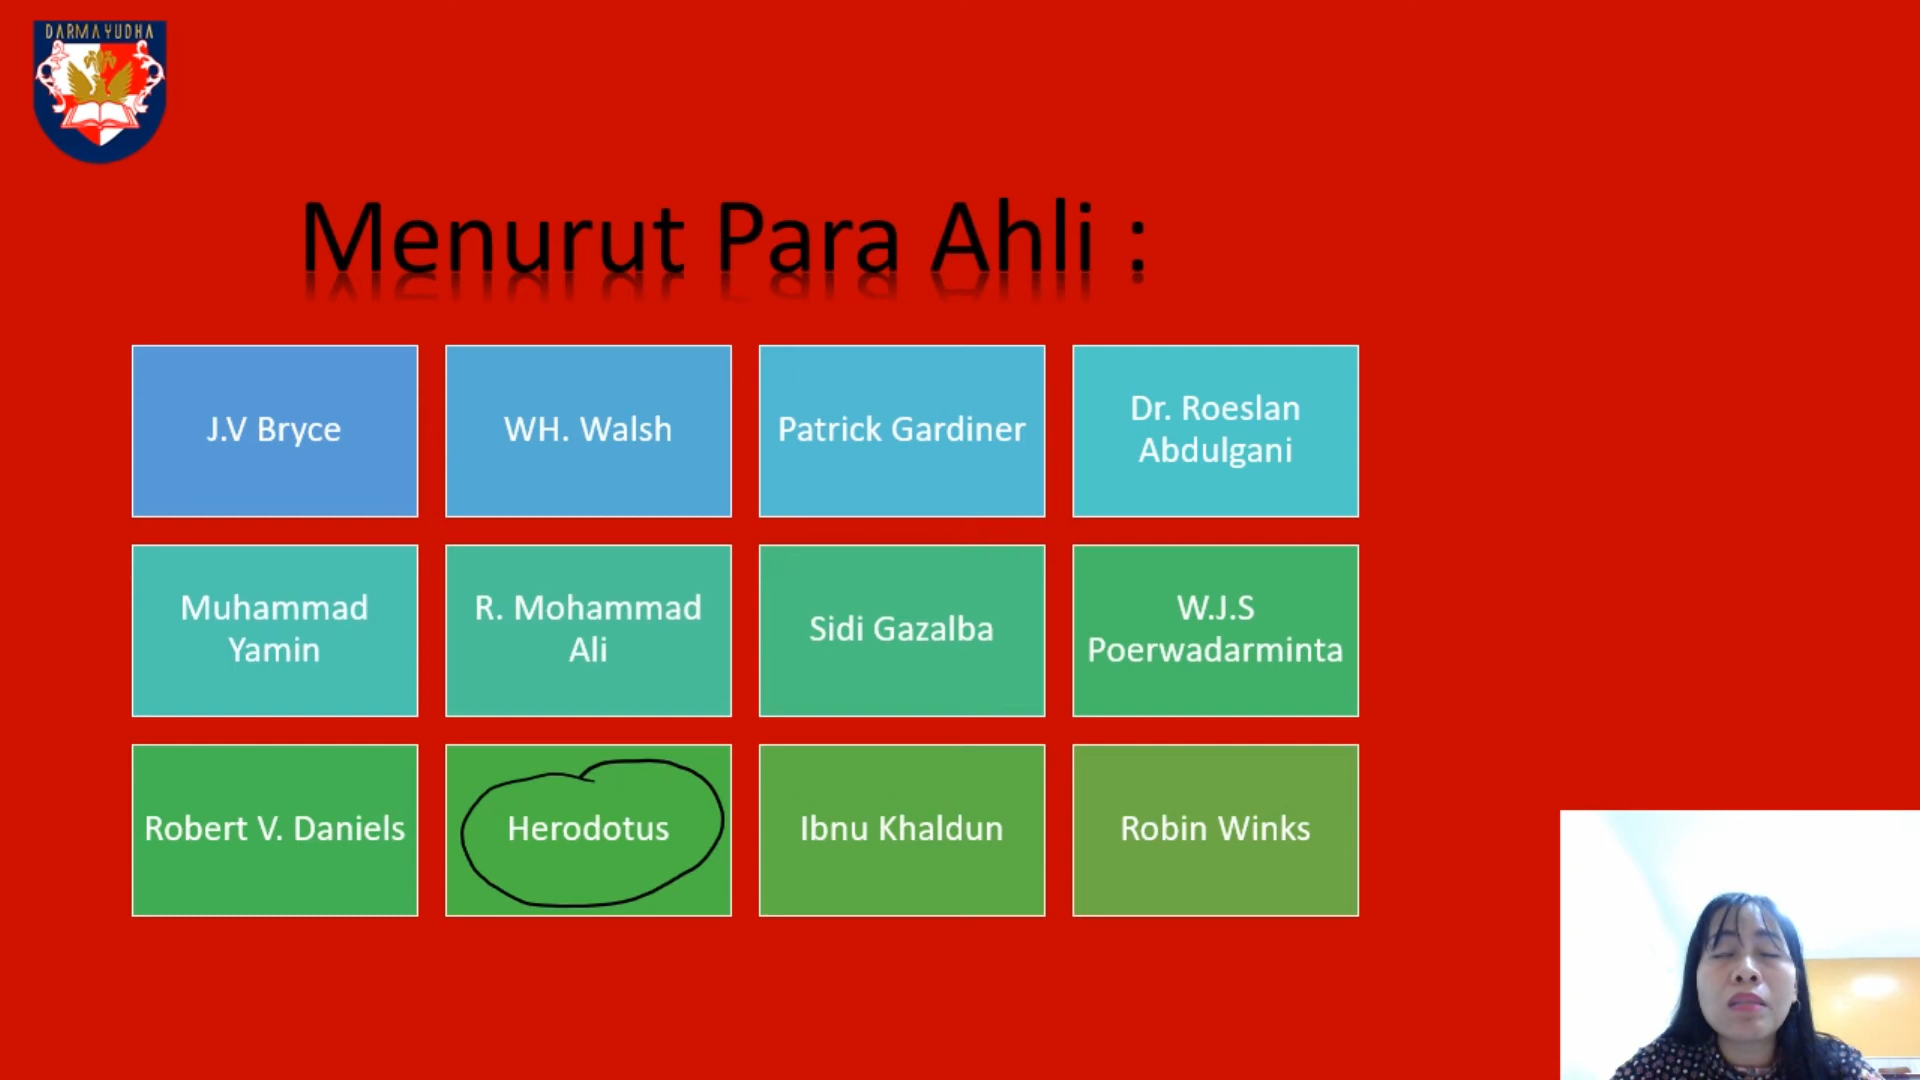 DARMA YUDHA
Menurut Para Ahli :
J.V Bryce
WH. Walsh
Patrick Gardiner
Dr. Roeslan
Abdulgani
Muhammad
Yamin
R. Mohammad
Ali
Sidi Gazalba
W.J.S
Poerwadarminta
Robert V. Daniels
Herodotus
Ibnu Khaldun
Robin Winks